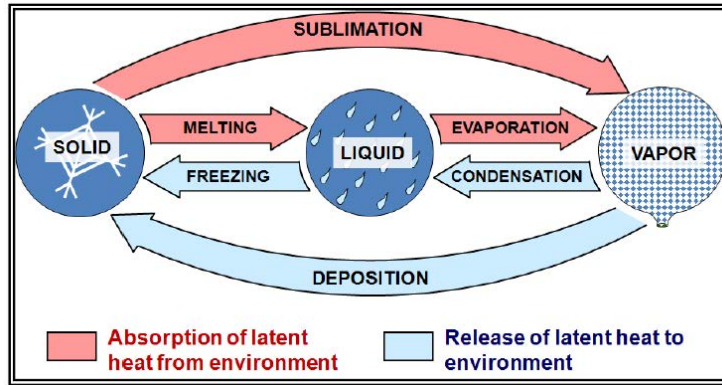 SUBLIMATION
SOLID
MELTING
LIQUID
EVAPORATION
VAPOR
FREEZING
CONDENSATION
DEPOSITION
Absorption of latent
heat from environment
Release of latent heat to
environment